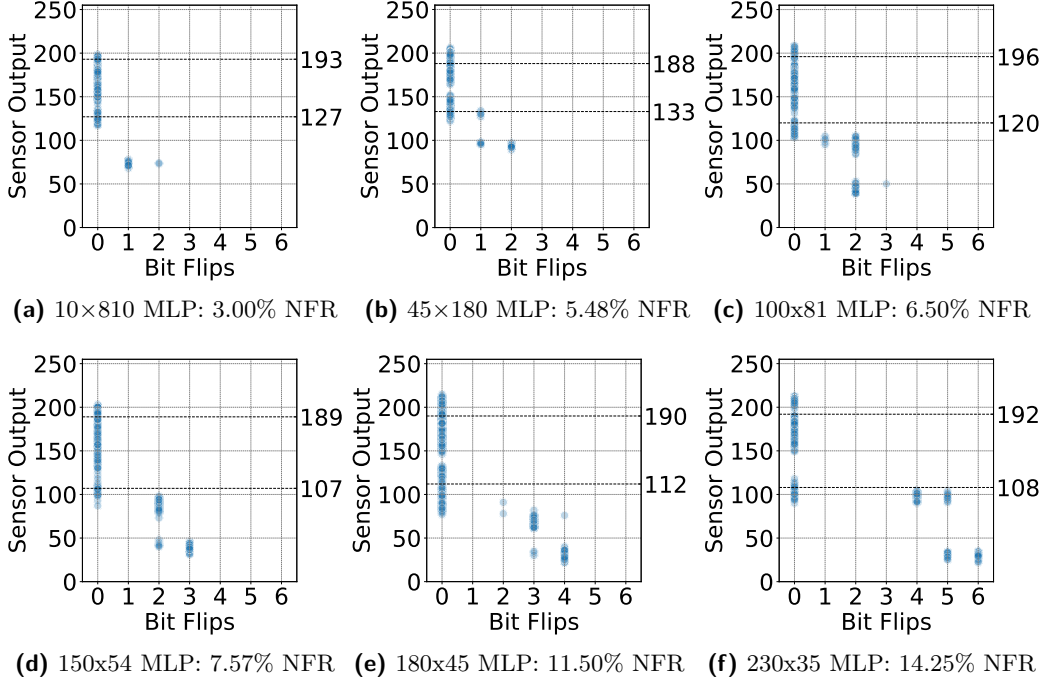 250
200
150
100
50
0
Sensor Output
193
127
0 1 2 3 4 5 6
Bit Flips
(a) 10×810 MLP: 3.00% NFR
250
200
150
100
50
0
Sensor Output
188
133
0 1 2 3 4 5 6
Bit Flips
(b) 45×180 MLP: 5.48% NFR
250
200
150
100
50
0
Sensor Output
196
120
0 1 2 3 4 5 6
Bit Flips
(c) 100x81 MLP: 6.50% NFR
250
200
150
100
50
0
Sensor Output
189
107
0 1 2 3 4 5 6
Bit Flips
(d) 150x54 MLP: 7.57% NFR
250
200
150
100
50
0
Sensor Output
190
112
0 1 2 3 4 5 6
Bit Flips
(e) 180x45 MLP: 11.50% NFR
250
200
150
100
50
0
Sensor Output
192
108
0 1 2 3 4 5 6
Bit Flips
(f) 230x35 MLP: 14.25% NFR